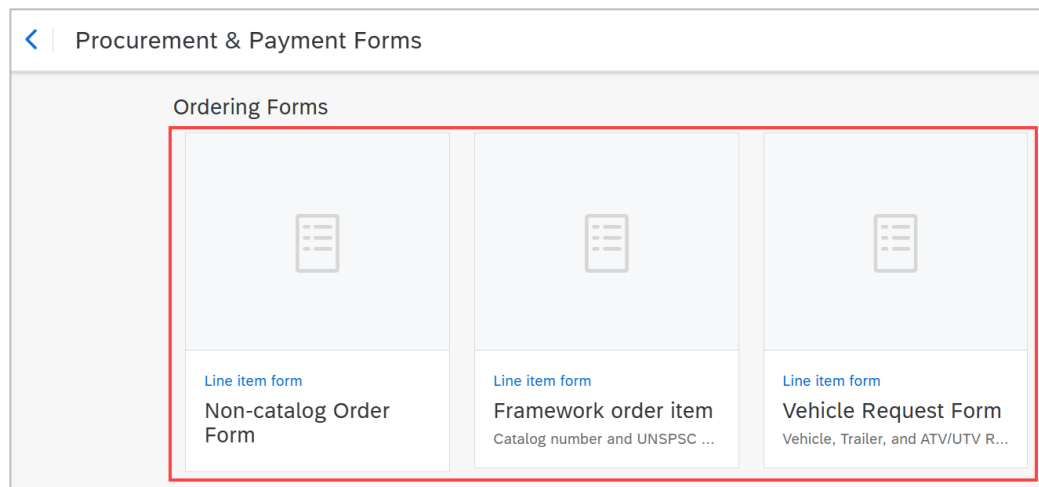 Procurement & Payment Forms
Ordering Forms
Line item form
Non-catalog Order
Form
Line item form
Framework order item
Catalog number and UNSPSC ...
Line item form
Vehicle Request Form
Vehicle, Trailer, and ATV/UTV R...